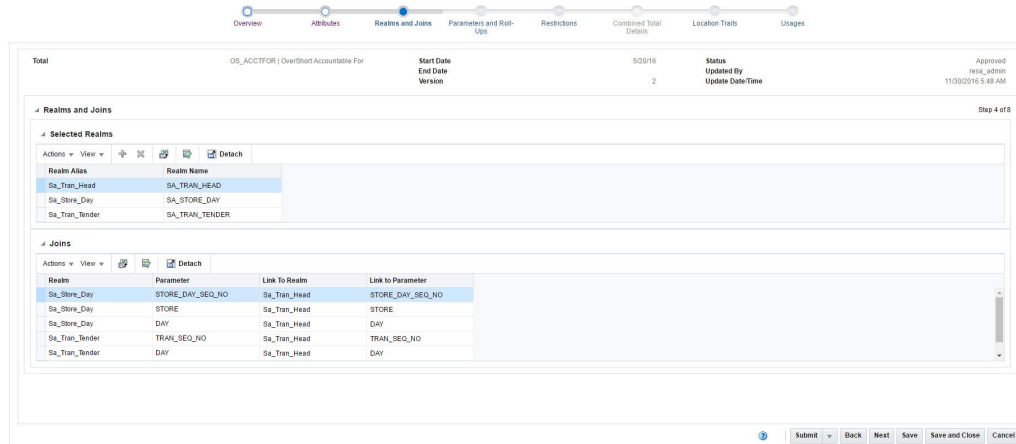 Overview Attributes Realms and Joins Parameters and Roll-Ups Restrictions Combined Total Details Location Traits Usages
Total OS_ACCTFOR | OverShort Accountable For Start Date 5/20/16 Status Approved
End Date Updated By resa_admin
Version 2 Update Date/Time 11/30/2016 5:48 AM
Realms and Joins Step 4 of 8
Selected Realms
Actions View Detach
Realm Alias Realm Name
Sa_Tran_Head SA_TRAN_HEAD
Sa_Store_Day SA_STORE_DAY
Sa_Tran_Tender SA_TRAN_TENDER
Joins
Actions View Detach
Realm Parameter Link To Realm Link to Parameter
Sa_Store_Day STORE_DAY_SEQ_NO Sa_Tran_Head STORE_DAY_SEQ_NO
Sa_Store_Day STORE Sa_Tran_Head STORE
Sa_Store_Day DAY Sa_Tran_Head DAY
Sa_Tran_Tender TRAN_SEQ_NO Sa_Tran_Head TRAN_SEQ_NO
Sa_Tran_Tender DAY Sa_Tran_Head DAY
? Submit Back Next Save Save and Close Cancel